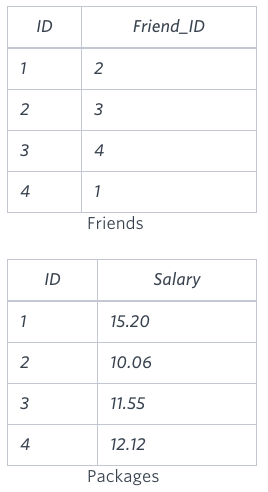 ID Friend_ID
1 2
2 3
3 4
4 1
Friends
ID Salary
1 15.20
2 10.06
3 11.55
4 12.12
Packages